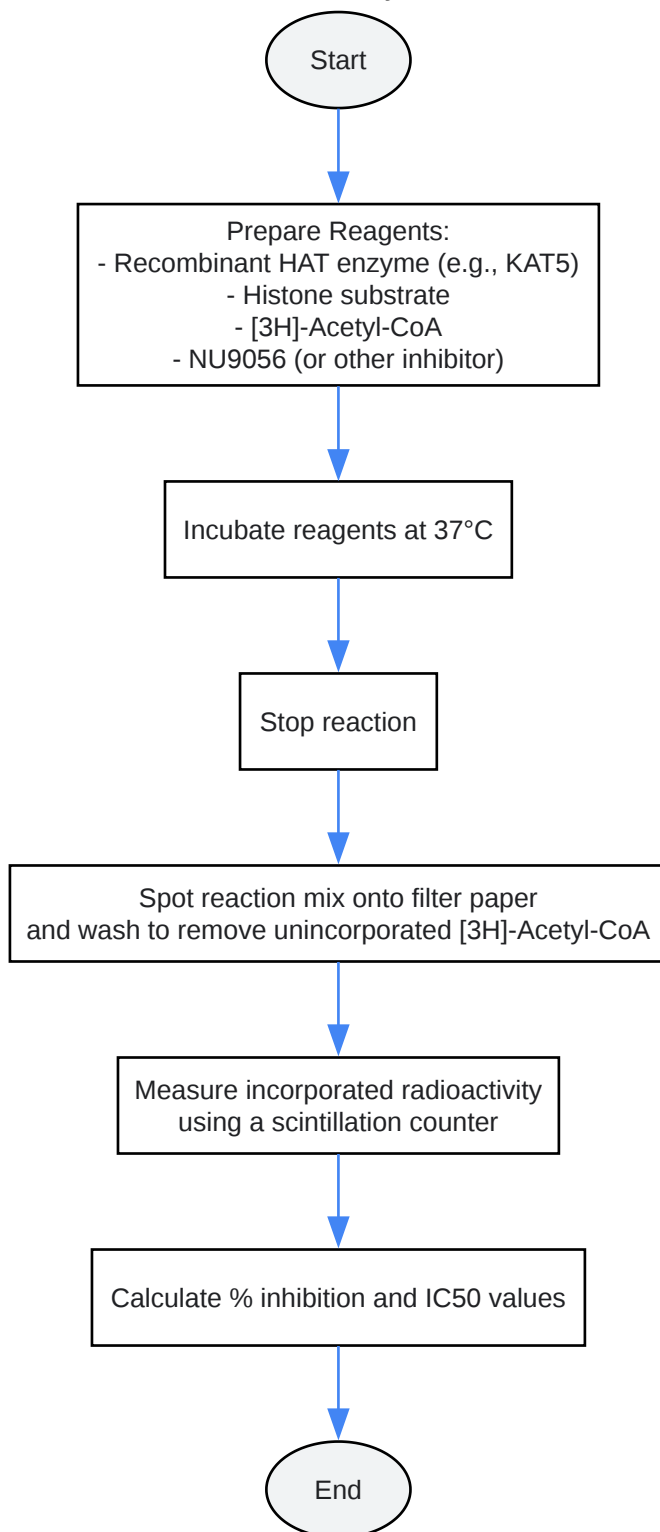 Start
Prepare Reagents:
- Recombinant HAT enzyme (e.g., KAT5)
- Histone substrate
- [3H]-Acetyl-CoA
- NU9056 (or other inhibitor)
Incubate reagents at 37°C
Stop reaction
Spot reaction mix onto filter paper
and wash to remove unincorporated [3H]-Acetyl-CoA
Measure incorporated radioactivity
using a scintillation counter
Calculate % inhibition and IC50 values
End